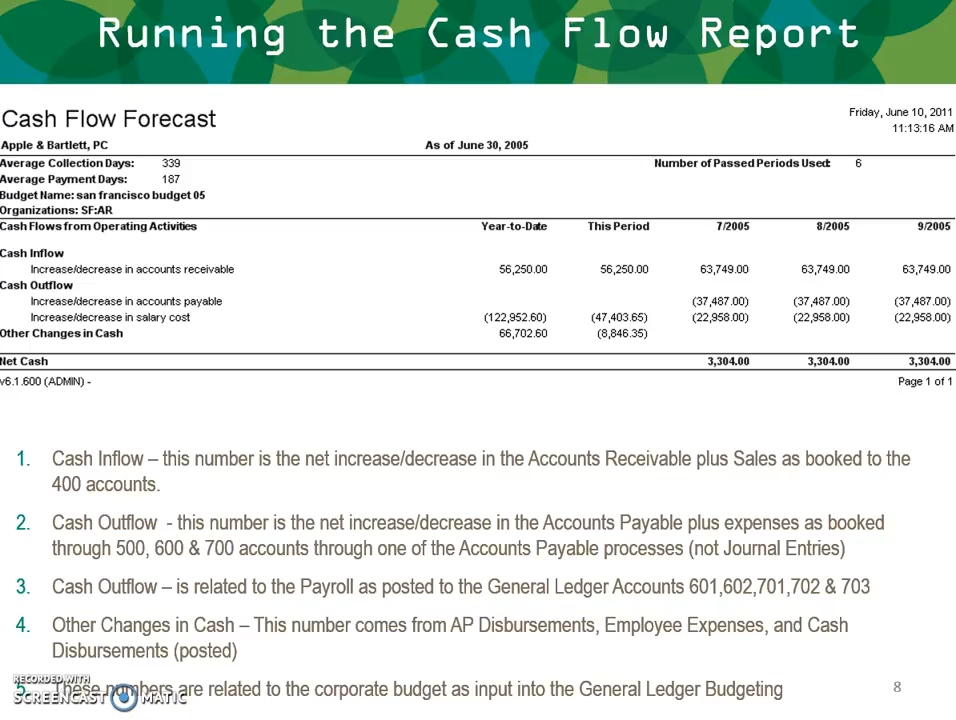 Running the Cash Flow Report
Cash Flow Forecast
Friday, June 10, 2011
11:13:16 AM
Apple & Bartlett, PC As of June 30, 2005
Average Collection Days: 339 Number of Passed Periods Used: 6
Average Payment Days: 187
Budget Name: san francisco budget 05
Organizations: SF:AR
Cash Flows from Operating Activities Year-to-Date This Period 7/2005 8/2005 9/2005
Cash Inflow
Increase/decrease in accounts receivable 56,250.00 56,250.00 63,749.00 63,749.00 63,749.00
Cash Outflow
Increase/decrease in accounts payable (37,487.00) (37,487.00) (37,487.00)
Increase/decrease in salary cost (122,952.60) (47,403.65) (22,958.00) (22,958.00) (22,958.00)
Other Changes in Cash 66,702.60 (8,846.35)
Net Cash 3,304.00 3,304.00 3,304.00
v6.1.600 (ADMIN) - Page 1 of 1
1. Cash Inflow – this number is the net increase/decrease in the Accounts Receivable plus Sales as booked to the
400 accounts.
2. Cash Outflow - this number is the net increase/decrease in the Accounts Payable plus expenses as booked
through 500, 600 & 700 accounts through one of the Accounts Payable processes (not Journal Entries)
3. Cash Outflow – is related to the Payroll as posted to the General Ledger Accounts 601,602,701,702 & 703
4. Other Changes in Cash – This number comes from AP Disbursements, Employee Expenses, and Cash
Disbursements (posted)
5. These numbers are related to the corporate budget as input into the General Ledger Budgeting
RECORDED WITH
SCREENCAST MATIC
8